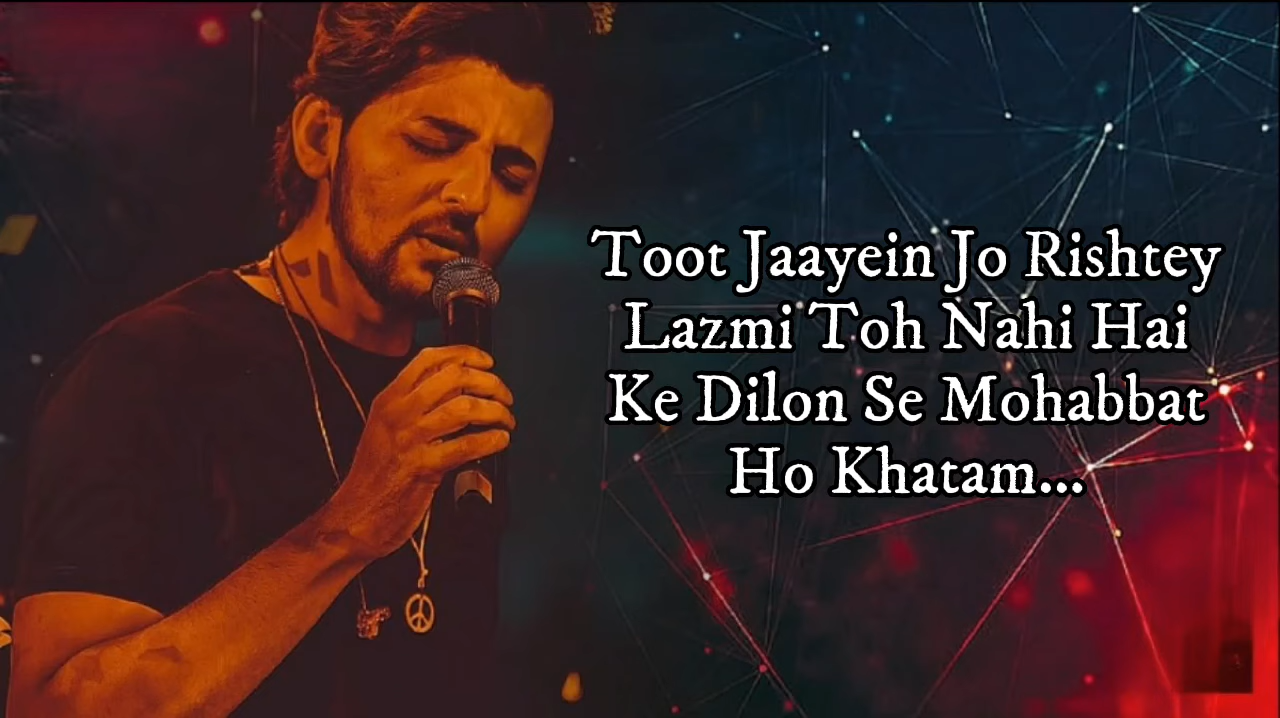 Toot Jaayein Jo Rishtey
Lazmi Toh Nahi Hai
Ke Dilon Se Mohabbat
Ho Khatam...